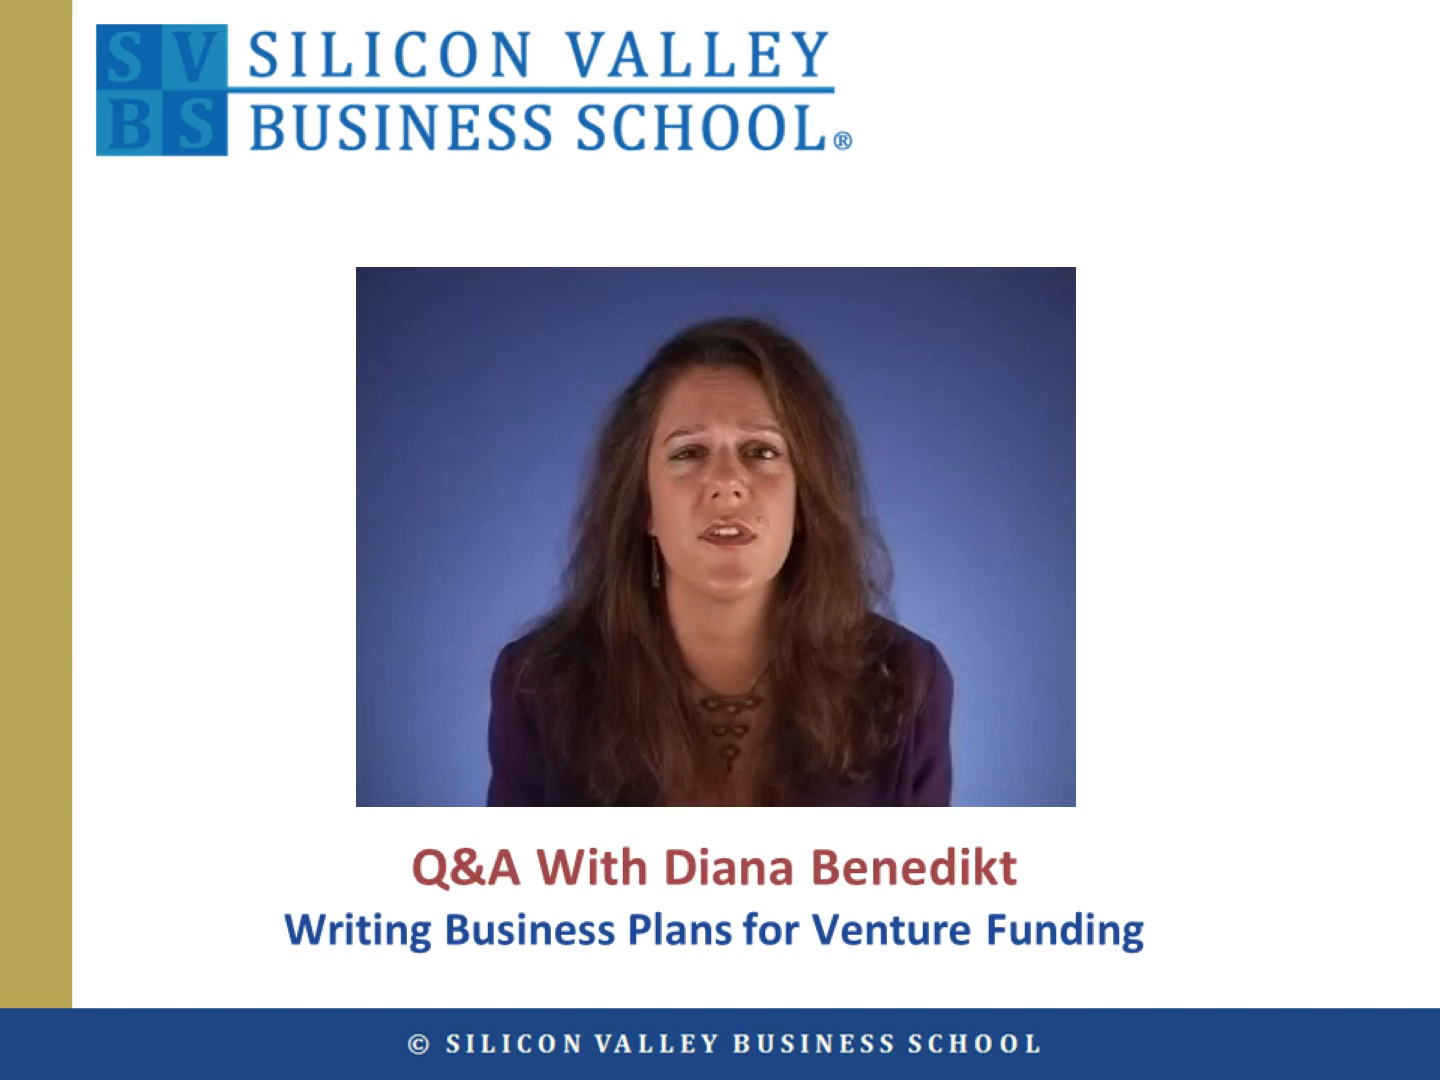 SV
BS
SILICON VALLEY
BUSINESS SCHOOL®
Q&A With Diana Benedikt
Writing Business Plans for Venture Funding
© SILICON VALLEY BUSINESS SCHOOL